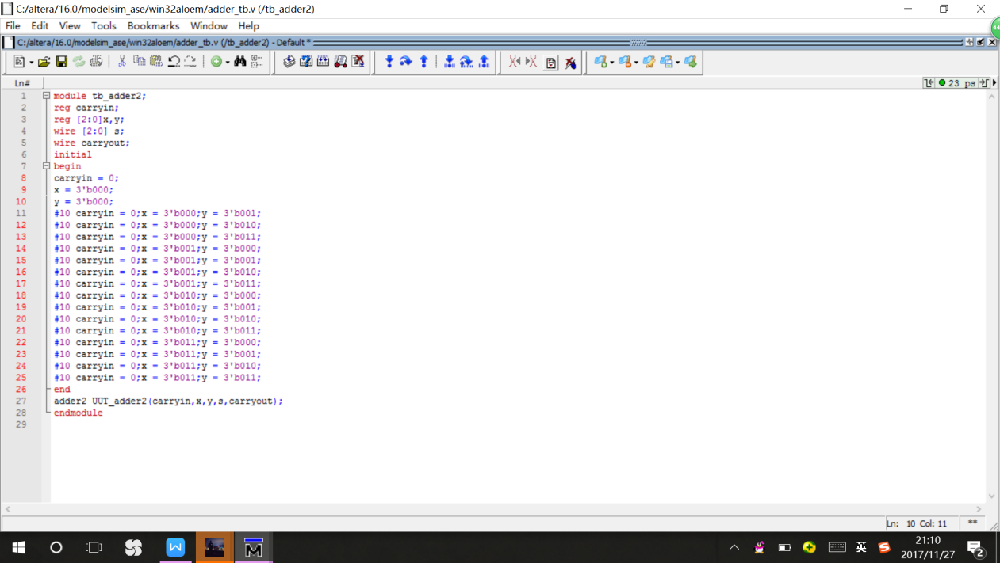 C:/altera/16.0/modelsim_ase/win32aloem/adder_tb.v (/tb_adder2)
File Edit View Tools Bookmarks Window Help
C:/altera/16.0/modelsim_ase/win32aloem/adder_tb.v (/tb_adder2) - Default *
Ln# 23 ps
1 module tb_adder2;
2 reg carryin;
3 reg [2:0]x,y;
4 wire [2:0] s;
5 wire carryout;
6 initial
7 begin
8 carryin = 0;
9 x = 3'b000;
10 y = 3'b000;
11 #10 carryin = 0;x = 3'b000;y = 3'b001;
12 #10 carryin = 0;x = 3'b000;y = 3'b010;
13 #10 carryin = 0;x = 3'b000;y = 3'b011;
14 #10 carryin = 0;x = 3'b001;y = 3'b000;
15 #10 carryin = 0;x = 3'b001;y = 3'b001;
16 #10 carryin = 0;x = 3'b001;y = 3'b010;
17 #10 carryin = 0;x = 3'b001;y = 3'b011;
18 #10 carryin = 0;x = 3'b010;y = 3'b000;
19 #10 carryin = 0;x = 3'b010;y = 3'b001;
20 #10 carryin = 0;x = 3'b010;y = 3'b010;
21 #10 carryin = 0;x = 3'b010;y = 3'b011;
22 #10 carryin = 0;x = 3'b011;y = 3'b000;
23 #10 carryin = 0;x = 3'b011;y = 3'b001;
24 #10 carryin = 0;x = 3'b011;y = 3'b010;
25 #10 carryin = 0;x = 3'b011;y = 3'b011;
26 end
27 adder2 UUT_adder2(carryin,x,y,s,carryout);
28 endmodule
29
Ln: 10 Col: 11
英
21:10
2017/11/27
2